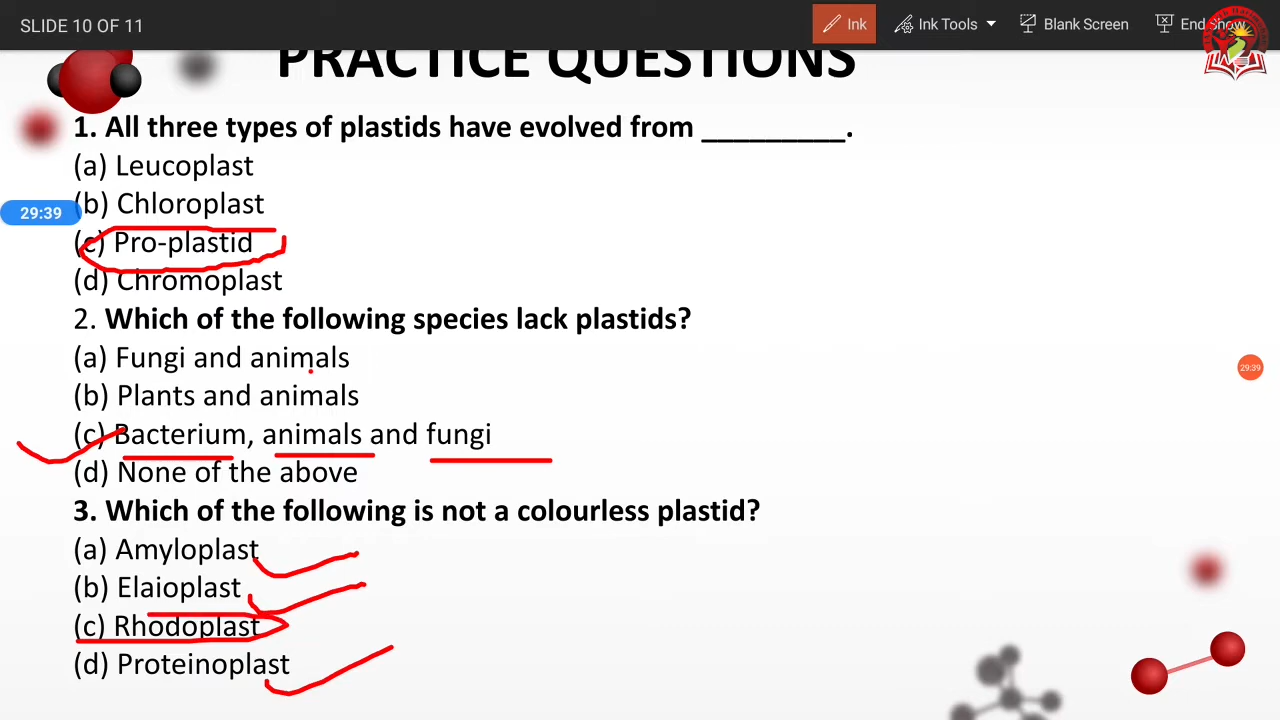 SLIDE 10 OF 11
Ink
Ink Tools
Blank Screen
End Show
PRACTICE QUESTIONS
1. All three types of plastids have evolved from _________.
(a) Leucoplast
(b) Chloroplast
29:39
(c) Pro-plastid
(d) Chromoplast
2. Which of the following species lack plastids?
(a) Fungi and animals
29:39
(b) Plants and animals
(c) Bacterium, animals and fungi
(d) None of the above
3. Which of the following is not a colourless plastid?
(a) Amyloplast
(b) Elaioplast
(c) Rhodoplast
(d) Proteinoplast